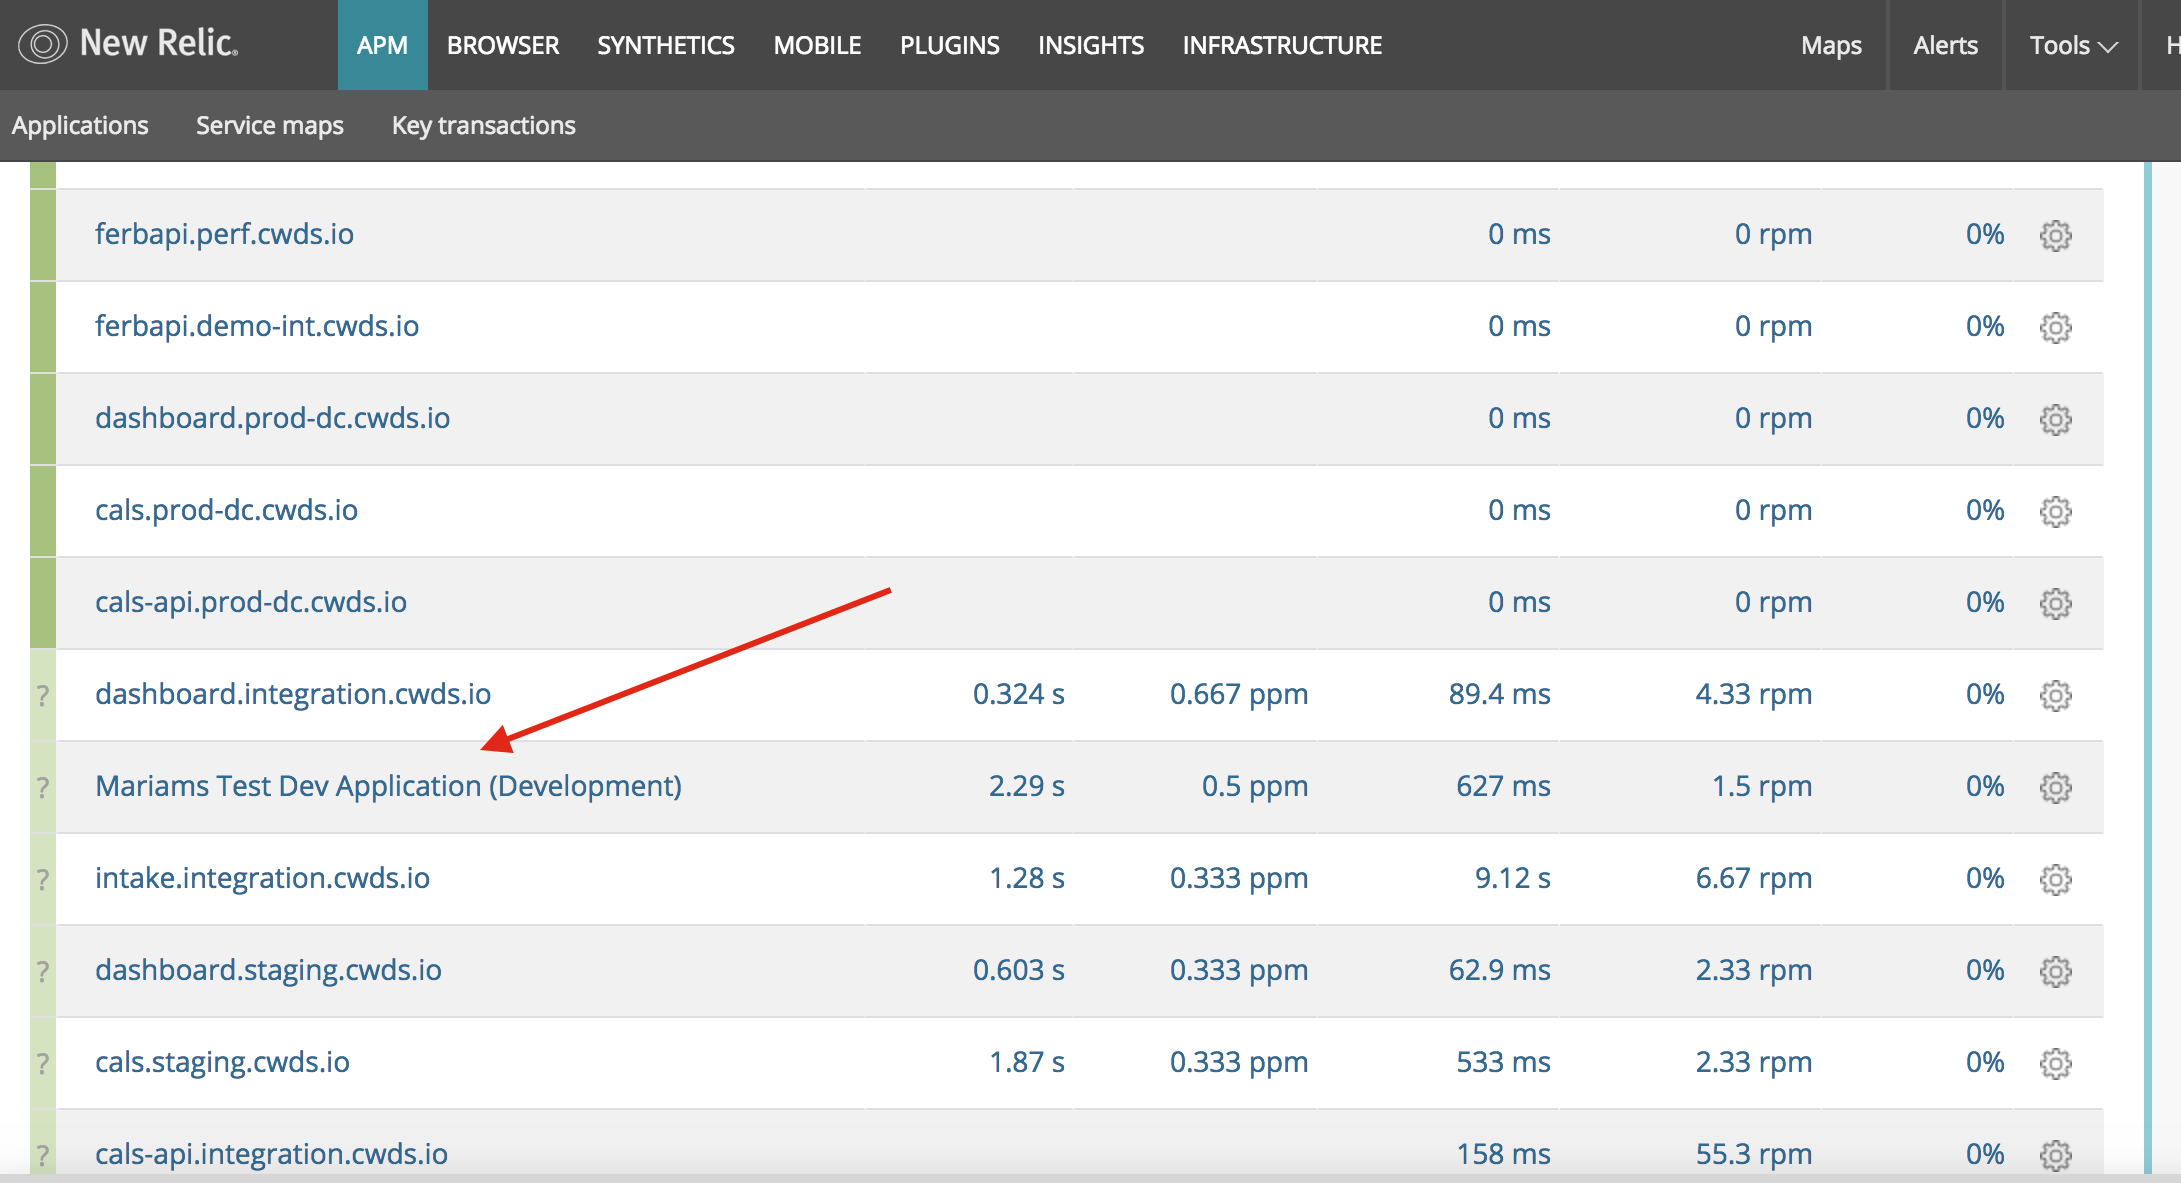 New Relic. APM BROWSER SYNTHETICS MOBILE PLUGINS INSIGHTS INFRASTRUCTURE Maps Alerts Tools H
Applications Service maps Key transactions
ferbapi.perf.cwds.io 0 ms 0 rpm 0%
ferbapi.demo-int.cwds.io 0 ms 0 rpm 0%
dashboard.prod-dc.cwds.io 0 ms 0 rpm 0%
cals.prod-dc.cwds.io 0 ms 0 rpm 0%
cals-api.prod-dc.cwds.io 0 ms 0 rpm 0%
? dashboard.integration.cwds.io 0.324 s 0.667 ppm 89.4 ms 4.33 rpm 0%
? Mariams Test Dev Application (Development) 2.29 s 0.5 ppm 627 ms 1.5 rpm 0%
? intake.integration.cwds.io 1.28 s 0.333 ppm 9.12 s 6.67 rpm 0%
? dashboard.staging.cwds.io 0.603 s 0.333 ppm 62.9 ms 2.33 rpm 0%
? cals.staging.cwds.io 1.87 s 0.333 ppm 533 ms 2.33 rpm 0%
? cals-api.integration.cwds.io 158 ms 55.3 rpm 0%